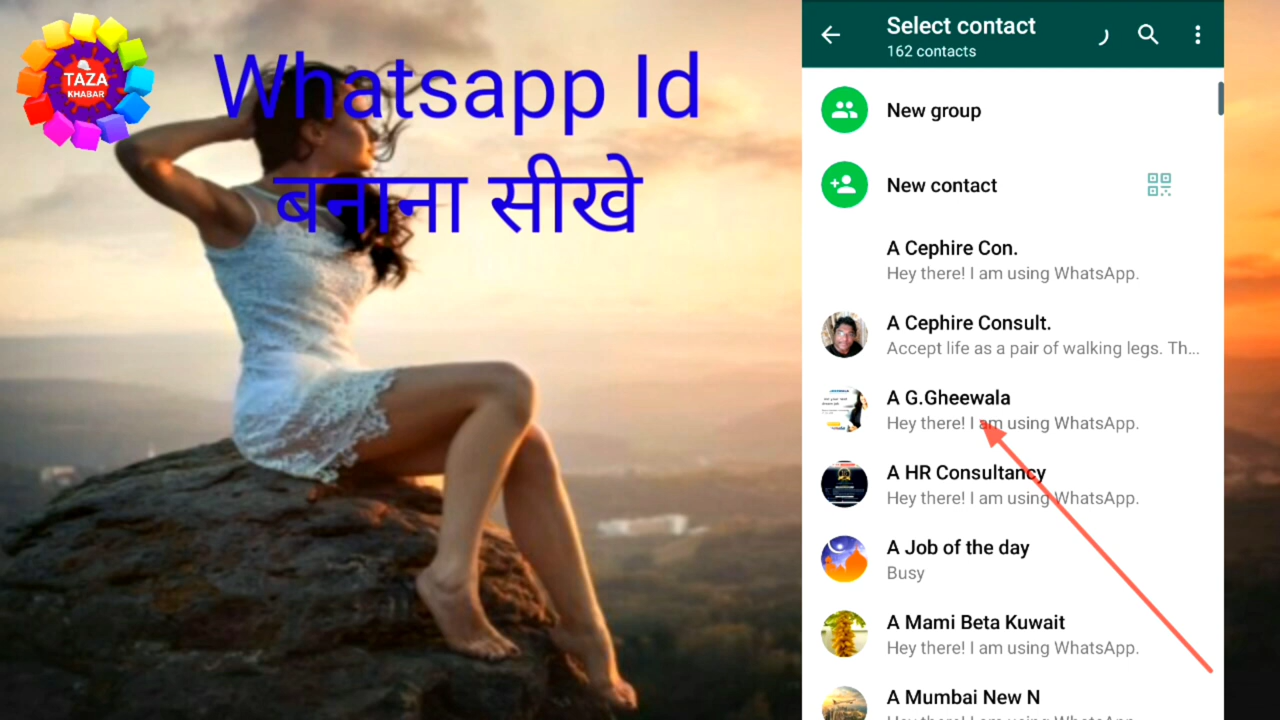 TAZA
KHABAR
Whatsapp Id
बनाना सीखे
Select contact
162 contacts
New group
New contact
A Cephire Con.
Hey there! I am using WhatsApp.
A Cephire Consult.
Accept life as a pair of walking legs. Th...
A G.Gheewala
Hey there! I am using WhatsApp.
A HR Consultancy
Hey there! I am using WhatsApp.
A Job of the day
Busy
A Mami Beta Kuwait
Hey there! I am using WhatsApp.
A Mumbai New N